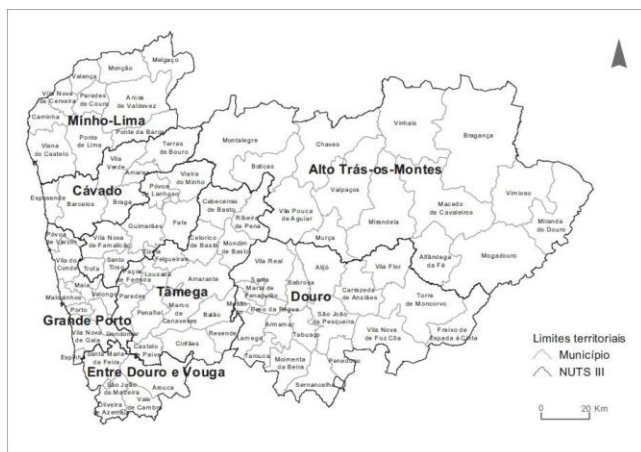 Melgaço
Monção
Valença
Vila Nova
de Cerveira
Paredes
de Coura
Arcos
de Valdevez
Caminha
Minho-Lima
Ponte
de Lima
Ponte da Barca
Viana
do Castelo
Terras
de Bouro
Vila
Verde
Amares
Cávado
Esposende
Barcelos
Braga
Póvoa
de Lanhoso
Vieira
do Minho
Montalegre
Boticas
Chaves
Vinhais
Bragança
Alto Trás-os-Montes
Valpaços
Vila Pouca
de Aguiar
Mirandela
Murça
Macedo
de Cavaleiros
Vimioso
Miranda
do Douro
Mogadouro
Alfândega
da Fé
Cabeceiras
de Basto
Ribeira
de Pena
Celorico
de Basto
Mondim
de Basto
Fafe
Guimarães
Póvoa
de Varzim
Vila Nova
de Famalicão
Vila do
Conde
Trofa
Santo
Tirso
Felgueiras
Paços
de Ferreira
Lousada
Amarante
Tâmega
Maia
Matosinhos
Valongo
Paredes
Porto
Penafiel
Marco
de Canaveses
Baião
Grande Porto
Vila Nova
de Gaia
Gondomar
Castelo
de Paiva
Cinfães
Resende
Espinho
Santa Maria
da Feira
Entre Douro e Vouga
São João
da Madeira
Arouca
Oliveira
de Azeméis
Vale
de Cambra
Vila Real
Alijó
Vila Flor
Santa
Marta de
Penaguião
Sabrosa
Douro
Carrazeda
de Ansiães
Torre
de Moncorvo
Mesão
Peso da Régua
São João
de Pesqueira
Armamar
Tabuaço
Lamego
Vila Nova
de Foz Côa
Freixo de
Espada à Cinta
Tarouca
Moimenta
da Beira
Penedono
Sernancelhe
Limites territoriais
Município
NUTS III
0 20 Km